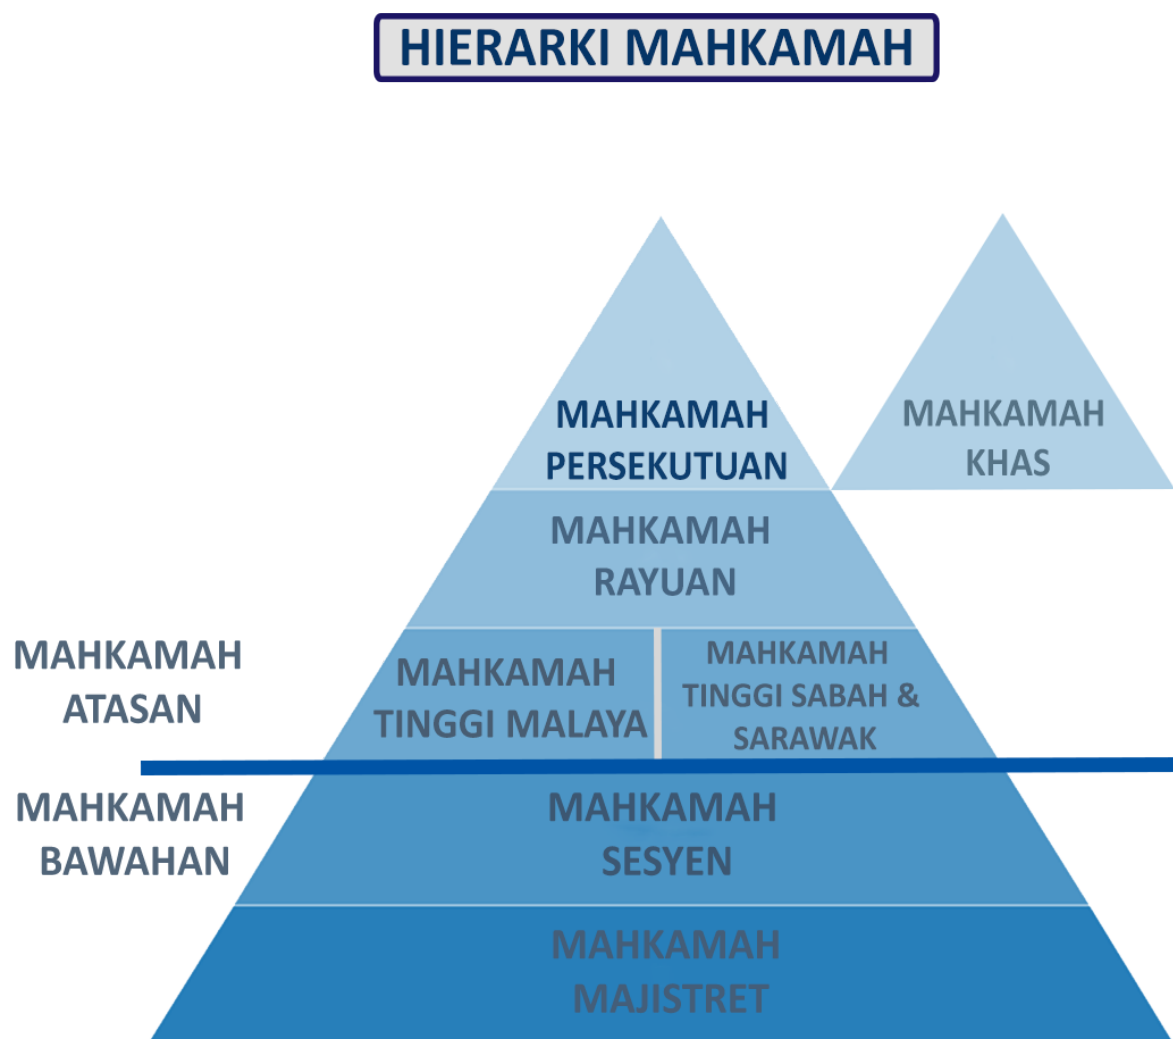 HIERARKI MAHKAMAH
MAHKAMAH
PERSEKUTUAN
MAHKAMAH
KHAS
MAHKAMAH
RAYUAN
MAHKAMAH
ATASAN
MAHKAMAH
TINGGI MALAYA
MAHKAMAH
TINGGI SABAH &
SARAWAK
MAHKAMAH
BAWAHAN
MAHKAMAH
SESYEN
MAHKAMAH
MAJISTRET